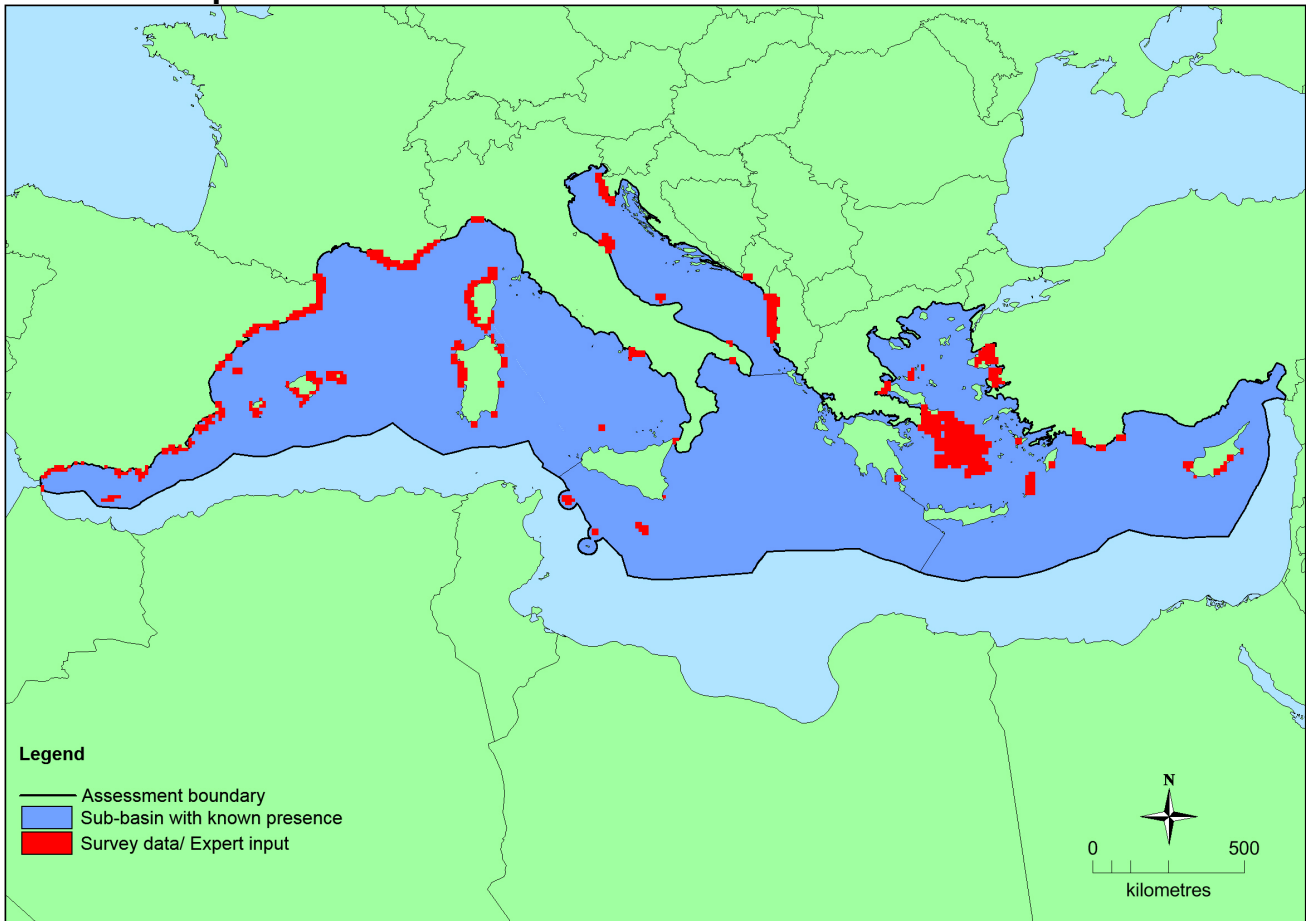 Legend
Assessment boundary
Sub-basin with known presence
Survey data/ Expert input
N
0 500
kilometres